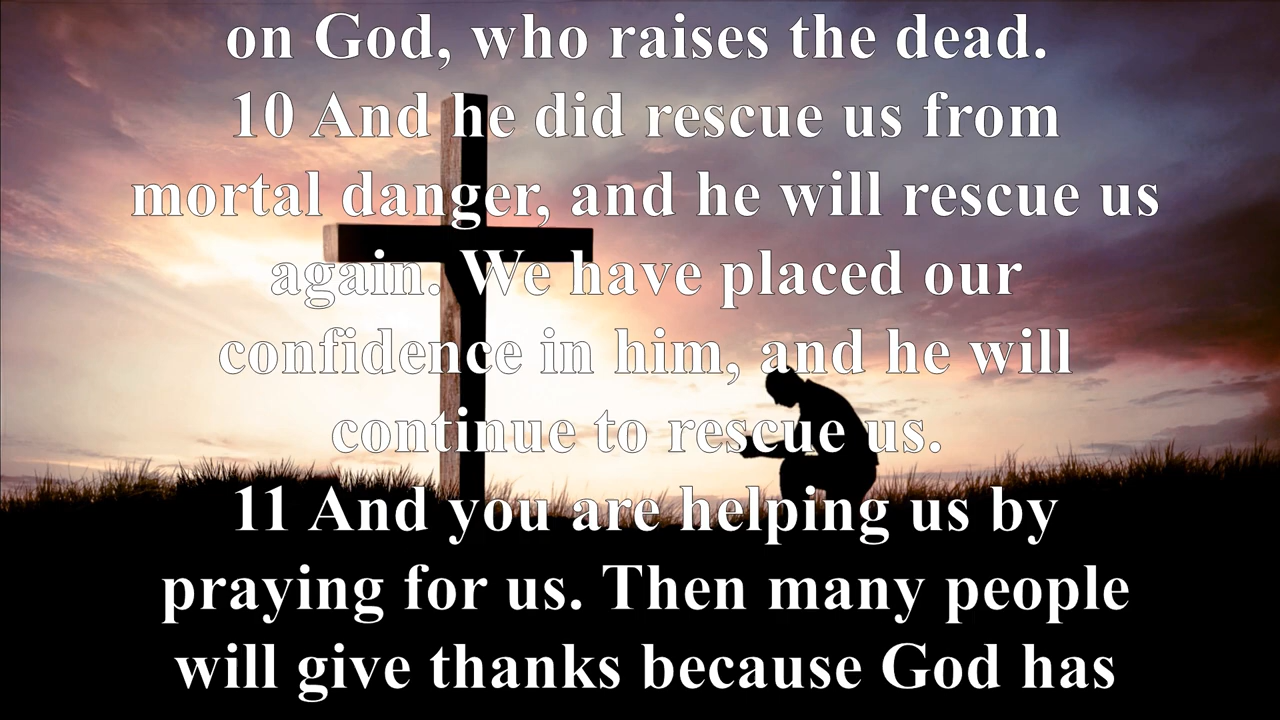 on God, who raises the dead.
10 And he did rescue us from
mortal danger, and he will rescue us
again. We have placed our
confidence in him, and he will
continue to rescue us.
11 And you are helping us by
praying for us. Then many people
will give thanks because God has